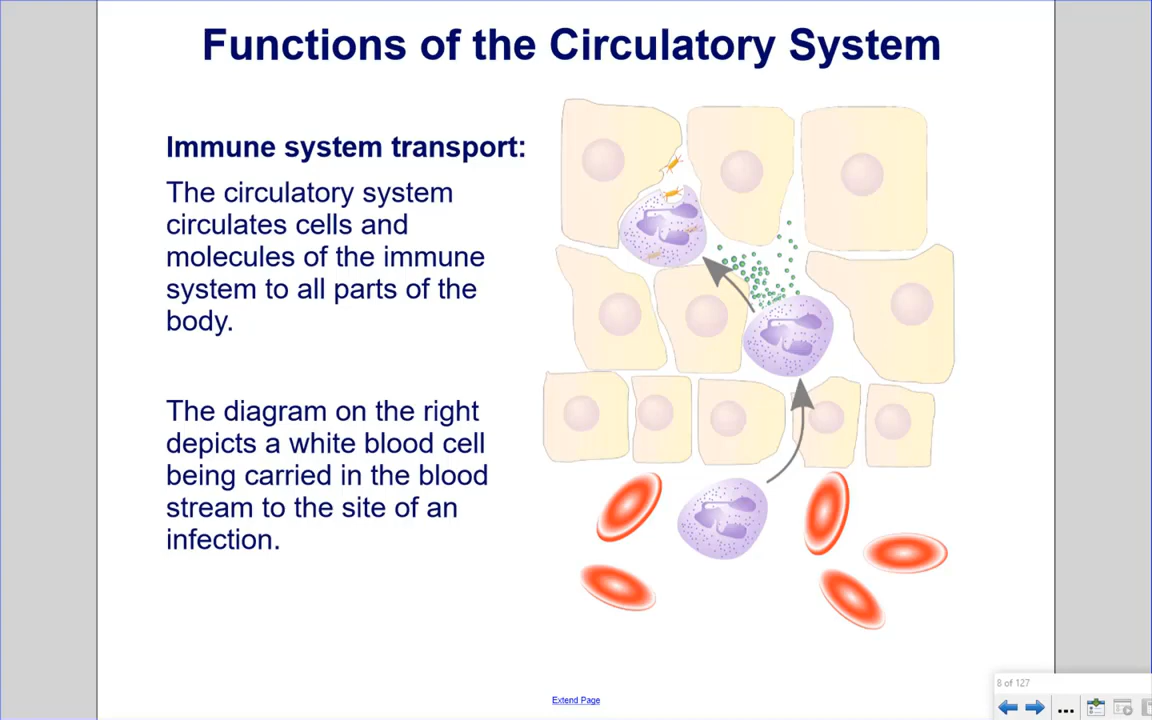 Functions of the Circulatory System
Immune system transport:
The circulatory system
circulates cells and
molecules of the immune
system to all parts of the
body.
The diagram on the right
depicts a white blood cell
being carried in the blood
stream to the site of an
infection.
Extend Page
8 of 127